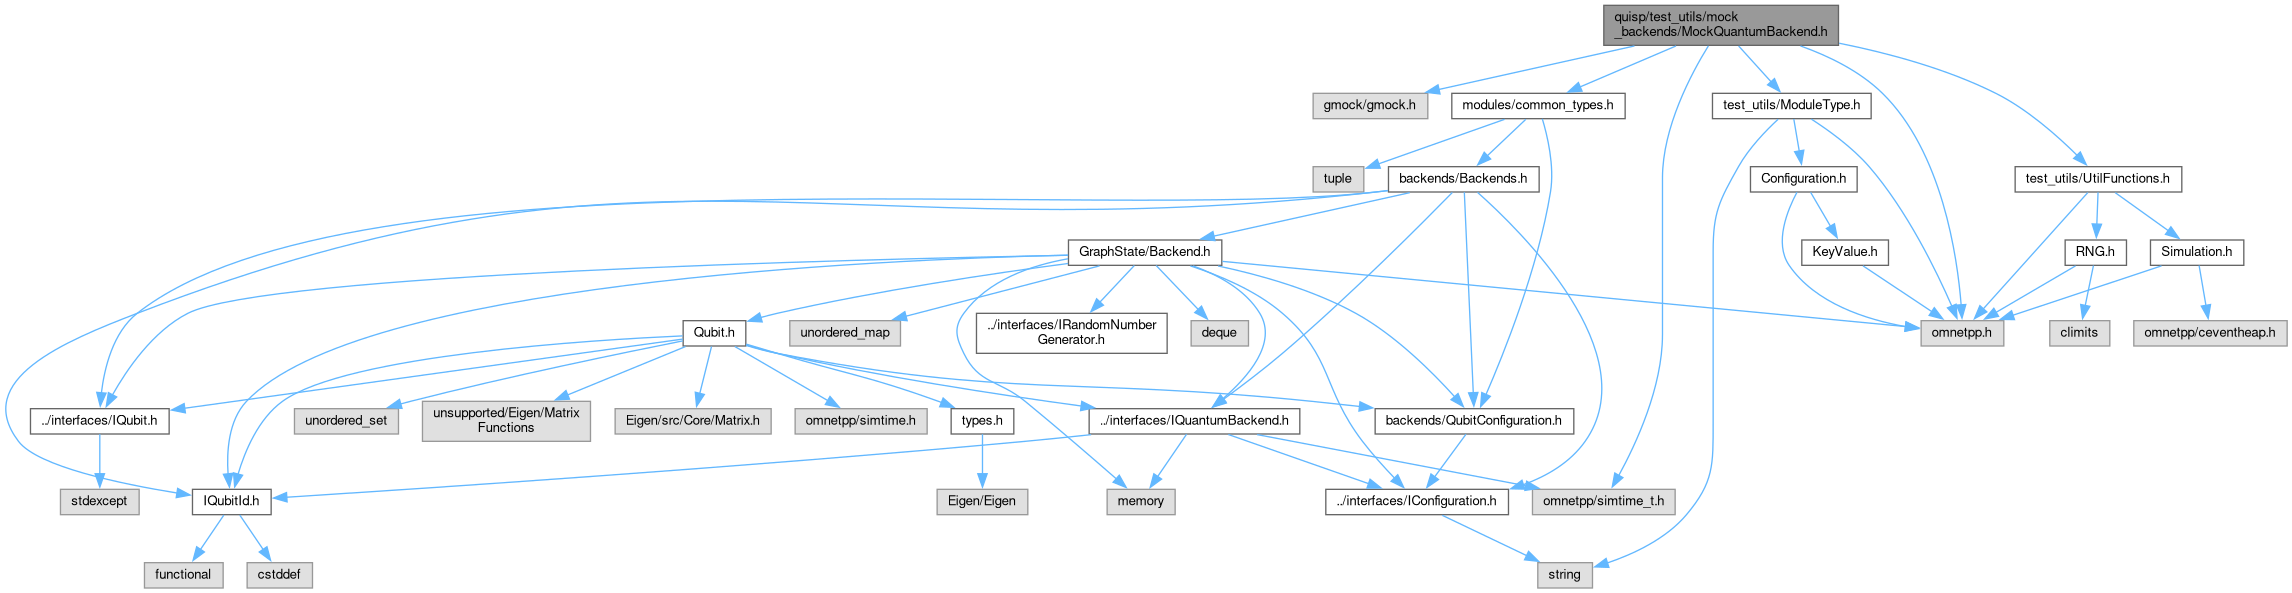 quisp/test_utils/mock
_backends/MockQuantumBackend.h
gmock/gmock.h
modules/common_types.h
test_utils/ModuleType.h
tuple
backends/Backends.h
Configuration.h
test_utils/UtilFunctions.h
GraphState/Backend.h
KeyValue.h
RNG.h
Simulation.h
Qubit.h
unordered_map
../interfaces/IRandomNumber
Generator.h
deque
omnetpp.h
climits
omnetpp/ceventheap.h
../interfaces/IQubit.h
unordered_set
unsupported/Eigen/Matrix
Functions
Eigen/src/Core/Matrix.h
omnetpp/simtime.h
types.h
../interfaces/IQuantumBackend.h
backends/QubitConfiguration.h
stdexcept
IQubitId.h
Eigen/Eigen
memory
../interfaces/IConfiguration.h
omnetpp/simtime_t.h
functional
cstddef
string